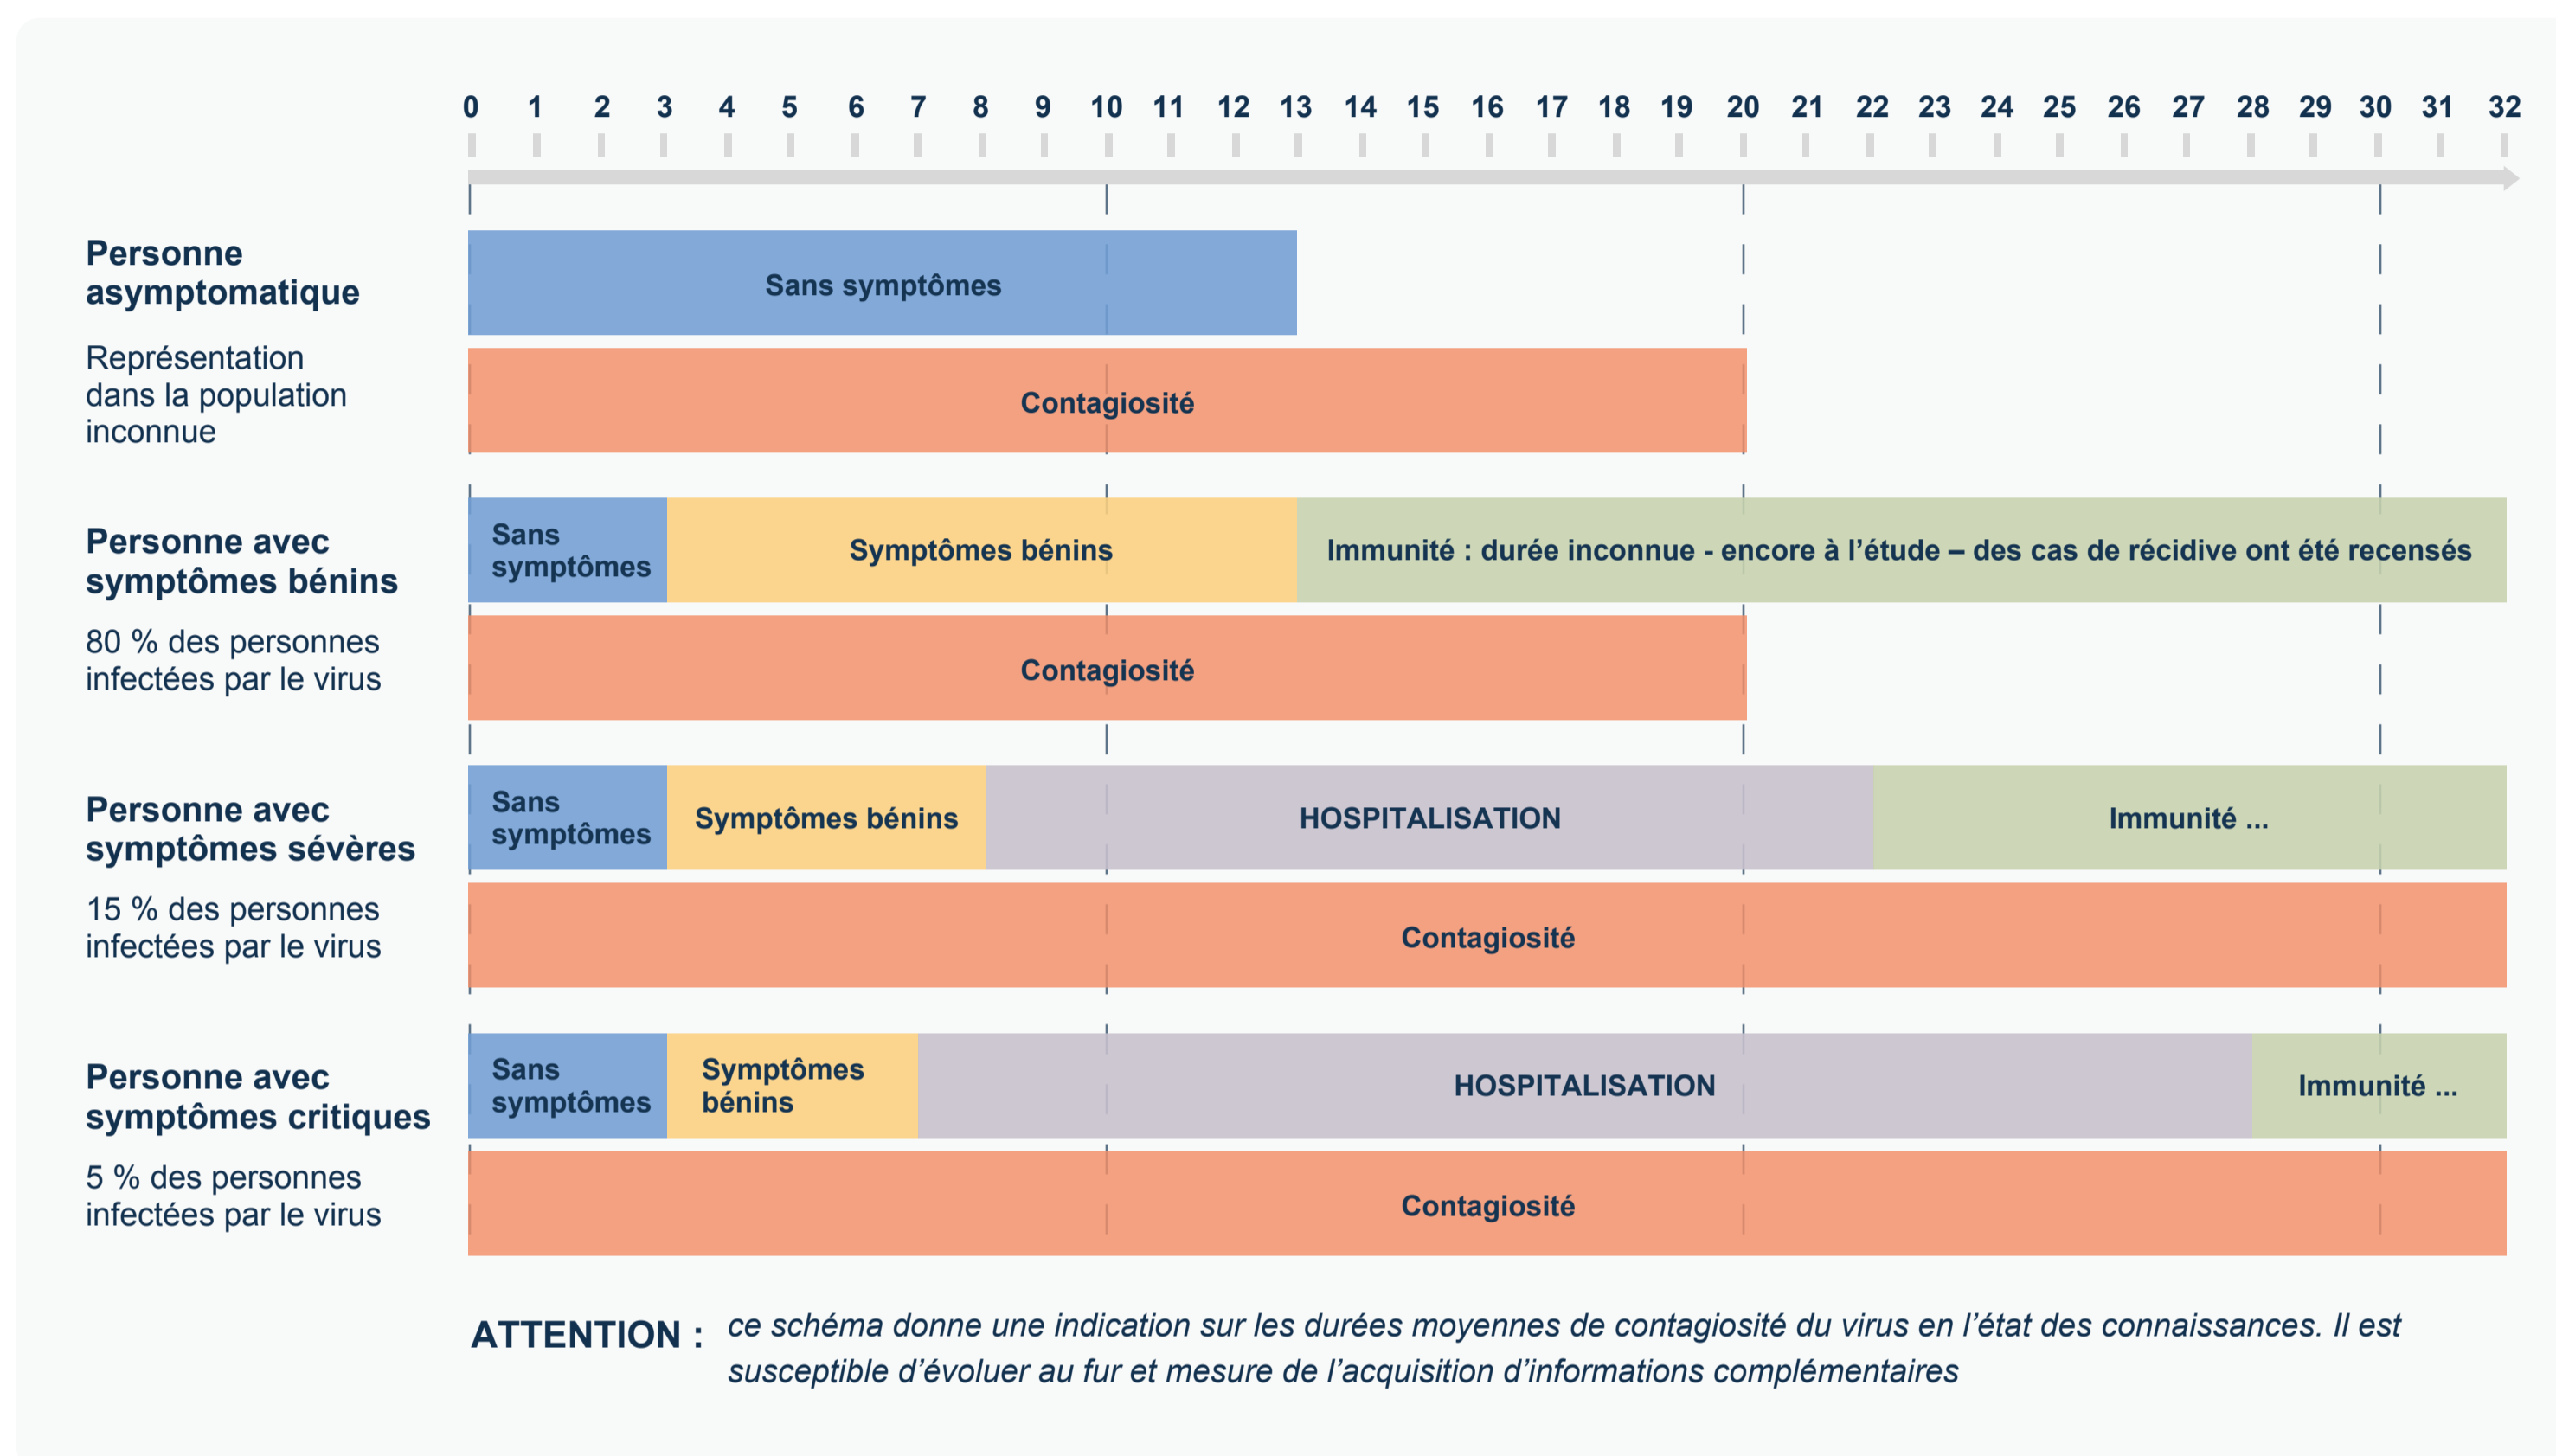 0 1 2 3 4 5 6 7 8 9 10 11 12 13 14 15 16 17 18 19 20 21 22 23 24 25 26 27 28 29 30 31 32
Personne
asymptomatique
Représentation
dans la population
inconnue
Sans symptômes
Contagiosité
Personne avec
symptômes bénins
80 % des personnes
infectées par le virus
Sans
symptômes
Symptômes bénins
Immunité : durée inconnue - encore à l’étude – des cas de récidive ont été recensés
Contagiosité
Personne avec
symptômes sévères
15 % des personnes
infectées par le virus
Sans
symptômes
Symptômes bénins
HOSPITALISATION
Immunité ...
Contagiosité
Personne avec
symptômes critiques
5 % des personnes
infectées par le virus
Sans
symptômes
Symptômes
bénins
HOSPITALISATION
Immunité ...
Contagiosité
ATTENTION : ce schéma donne une indication sur les durées moyennes de contagiosité du virus en l’état des connaissances. Il est
susceptible d’évoluer au fur et mesure de l’acquisition d’informations complémentaires